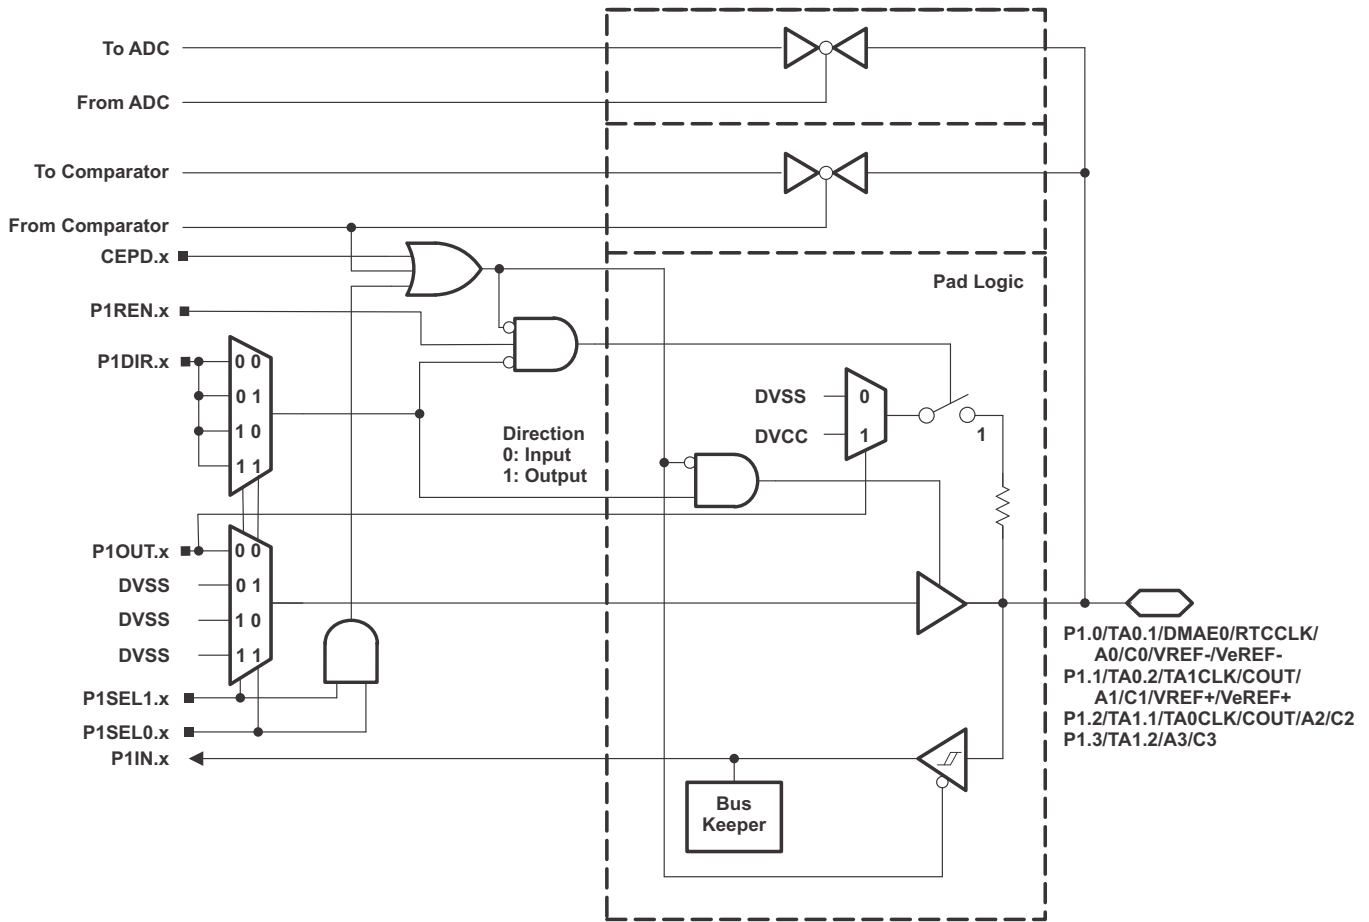 To ADC
From ADC
To Comparator
From Comparator
CEPD.x
Pad Logic
P1REN.x
P1DIR.x
0 0
0 1
1 0
1 1
DVSS
0
DVCC
1
1
Direction
0: Input
1: Output
P1OUT.x
0 0
DVSS
0 1
DVSS
1 0
DVSS
1 1
P1.0/TA0.1/DMAE0/RTCCLK/
A0/C0/VREF-/VeREF-
P1.1/TA0.2/TA1CLK/COUT/
A1/C1/VREF+/VeREF+
P1.2/TA1.1/TA0CLK/COUT/A2/C2
P1.3/TA1.2/A3/C3
P1SEL1.x
P1SEL0.x
P1IN.x
Bus
Keeper